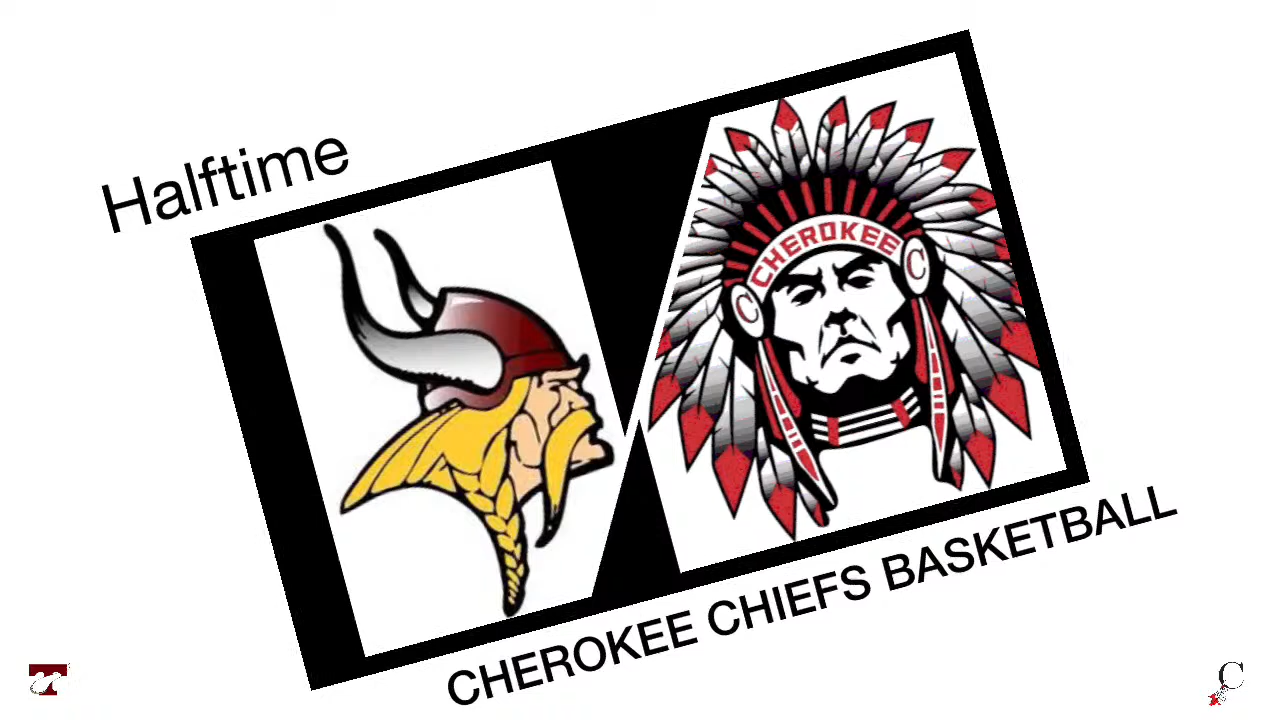 Halftime
CHEROKEE
C
C
CHEROKEE CHIEFS BASKETBALL
C